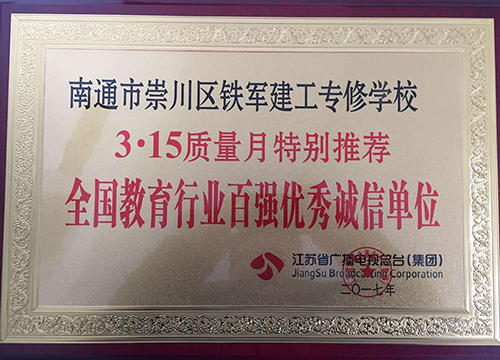 南通市崇川区铁军建工专修学校
3·15质量月特别推荐
全国教育行业百强优秀诚信单位
江苏省广播电视总台(集团)
JiangSu Broadcasting Corporation
二〇一七年